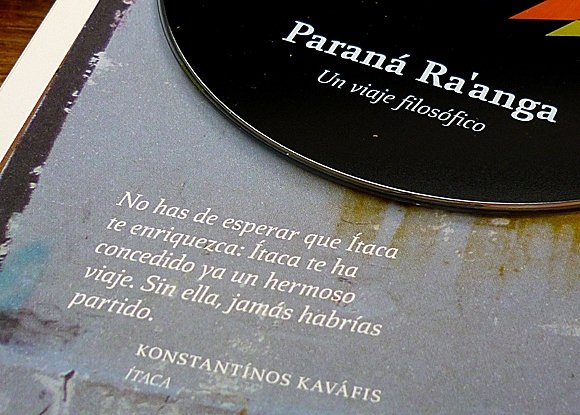 Paraná Ra'anga
Un viaje filosófico
No has de esperar que Ítaca
te enriquezca: Ítaca te ha
concedido ya un hermoso
viaje. Sin ella, jamás habrías
partido.
KONSTANTÍNOS KAVÁFIS
ÍTACA